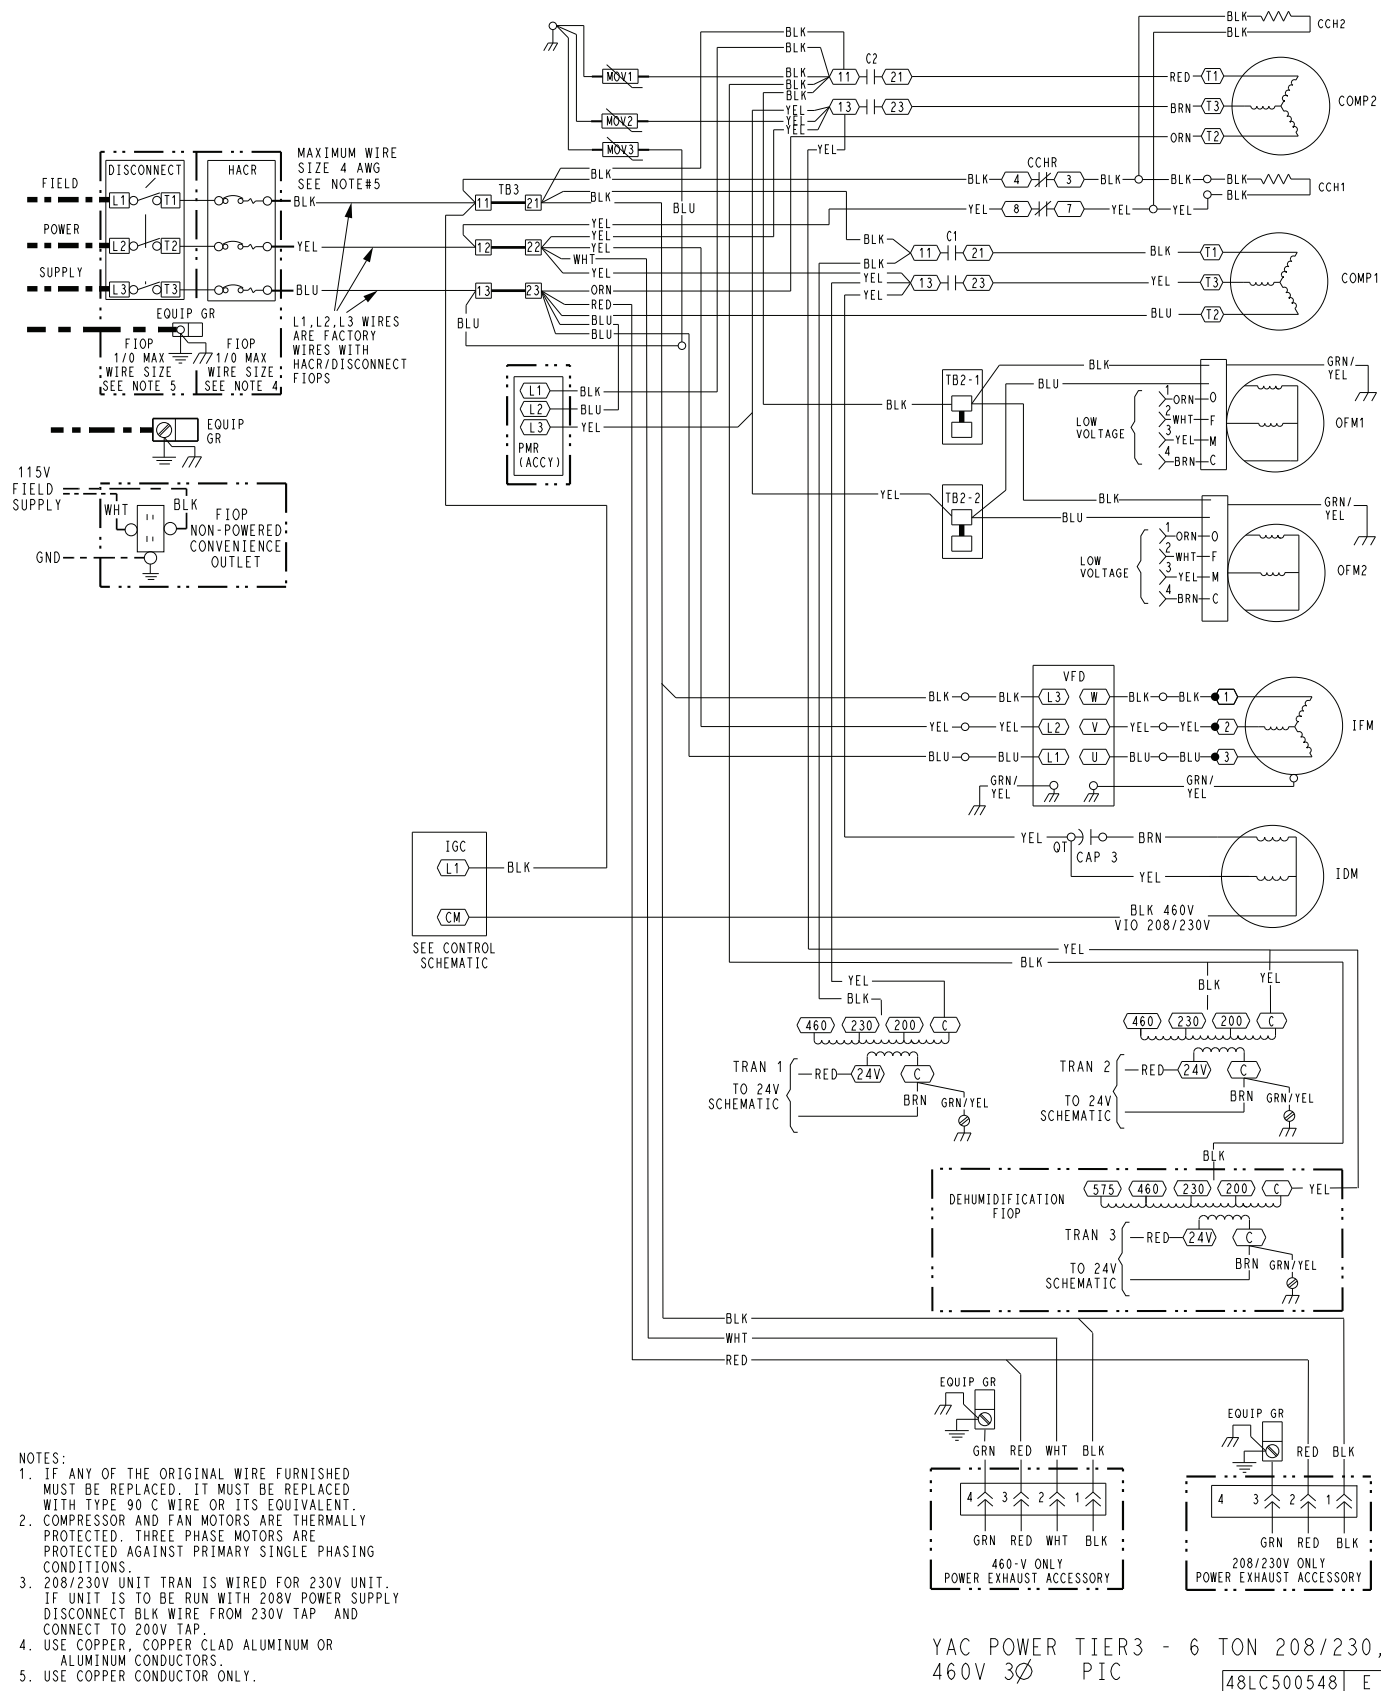 BLK
BLK
CCH2
BLK
BLK
C2
BLK
BLK
BLK
MOV1
11
21
RED
T1
YEL
YEL
YEL
13
23
BRN
T3
COMP2
MOV2
ORN
T2
MOV3
YEL
MAXIMUM WIRE
SIZE 4 AWG
SEE NOTE#5
DISCONNECT
HACR
FIELD
L1
T1
BLK
POWER
L2
T2
YEL
SUPPLY
L3
T3
BLU
EQUIP GR
FIOP
1/0 MAX
WIRE SIZE
SEE NOTE 5
FIOP
1/0 MAX
WIRE SIZE
SEE NOTE 4
L1,L2,L3 WIRES
ARE FACTORY
WIRES WITH
HACR/DISCONNECT
FIOPS
TB3
11
21
12
22
13
23
BLU
BLK
BLK
BLU
YEL
YEL
YEL
WHT
YEL
ORN
RED
BLU
BLU
CCHR
BLK
4
3
BLK
BLK
BLK
BLK
CCH1
YEL
8
7
YEL
YEL
C1
BLK
BLK
11
21
BLK
T1
YEL
YEL
13
23
YEL
T3
COMP1
BLU
T2
L1
BLK
L2
BLU
L3
YEL
PMR
(ACCY)
EQUIP
GR
115V
FIELD
SUPPLY
WHT
BLK
FIOP
NON-POWERED
CONVENIENCE
OUTLET
GND
BLK
TB2-1
BLK
BLU
GRN/
YEL
LOW
VOLTAGE
1
ORN
O
2
WHT
F
3
YEL
M
4
BRN
C
OFM1
YEL
TB2-2
BLK
BLU
GRN/
YEL
LOW
VOLTAGE
1
ORN
O
2
WHT
F
3
YEL
M
4
BRN
C
OFM2
VFD
BLK
BLK
L3
W
BLK
BLK
1
YEL
YEL
L2
V
YEL
YEL
2
IFM
BLU
BLU
L1
U
BLU
BLU
3
GRN/
YEL
GRN/
YEL
IGC
L1
BLK
CM
SEE CONTROL
SCHEMATIC
YEL
QT
CAP 3
BRN
YEL
IDM
BLK 460V
VIO 208/230V
YEL
BLK
YEL
BLK
460
230
200
C
TRAN 1
RED
24V
C
TO 24V
SCHEMATIC
BRN
GRN/YEL
BLK
YEL
460
230
200
C
TRAN 2
RED
24V
C
TO 24V
SCHEMATIC
BRN
GRN/YEL
BLK
DEHUMIDIFICATION
FIOP
575
460
230
200
C
YEL
TRAN 3
RED
24V
C
TO 24V
SCHEMATIC
BRN
GRN/YEL
BLK
WHT
RED
EQUIP GR
GRN RED WHT BLK
4 3 2 1
GRN RED WHT BLK
460-V ONLY
POWER EXHAUST ACCESSORY
EQUIP GR
RED BLK
4 3 2 1
GRN RED BLK
208/230V ONLY
POWER EXHAUST ACCESSORY
NOTES:
1. IF ANY OF THE ORIGINAL WIRE FURNISHED
MUST BE REPLACED. IT MUST BE REPLACED
WITH TYPE 90 C WIRE OR ITS EQUIVALENT.
2. COMPRESSOR AND FAN MOTORS ARE THERMALLY
PROTECTED. THREE PHASE MOTORS ARE
PROTECTED AGAINST PRIMARY SINGLE PHASING
CONDITIONS.
3. 208/230V UNIT TRAN IS WIRED FOR 230V UNIT.
IF UNIT IS TO BE RUN WITH 208V POWER SUPPLY
DISCONNECT BLK WIRE FROM 230V TAP AND
CONNECT TO 200V TAP.
4. USE COPPER, COPPER CLAD ALUMINUM OR
ALUMINUM CONDUCTORS.
5. USE COPPER CONDUCTOR ONLY.
YAC POWER TIER3 - 6 TON 208/230,
460V 3Ø PIC
48LC500548 E